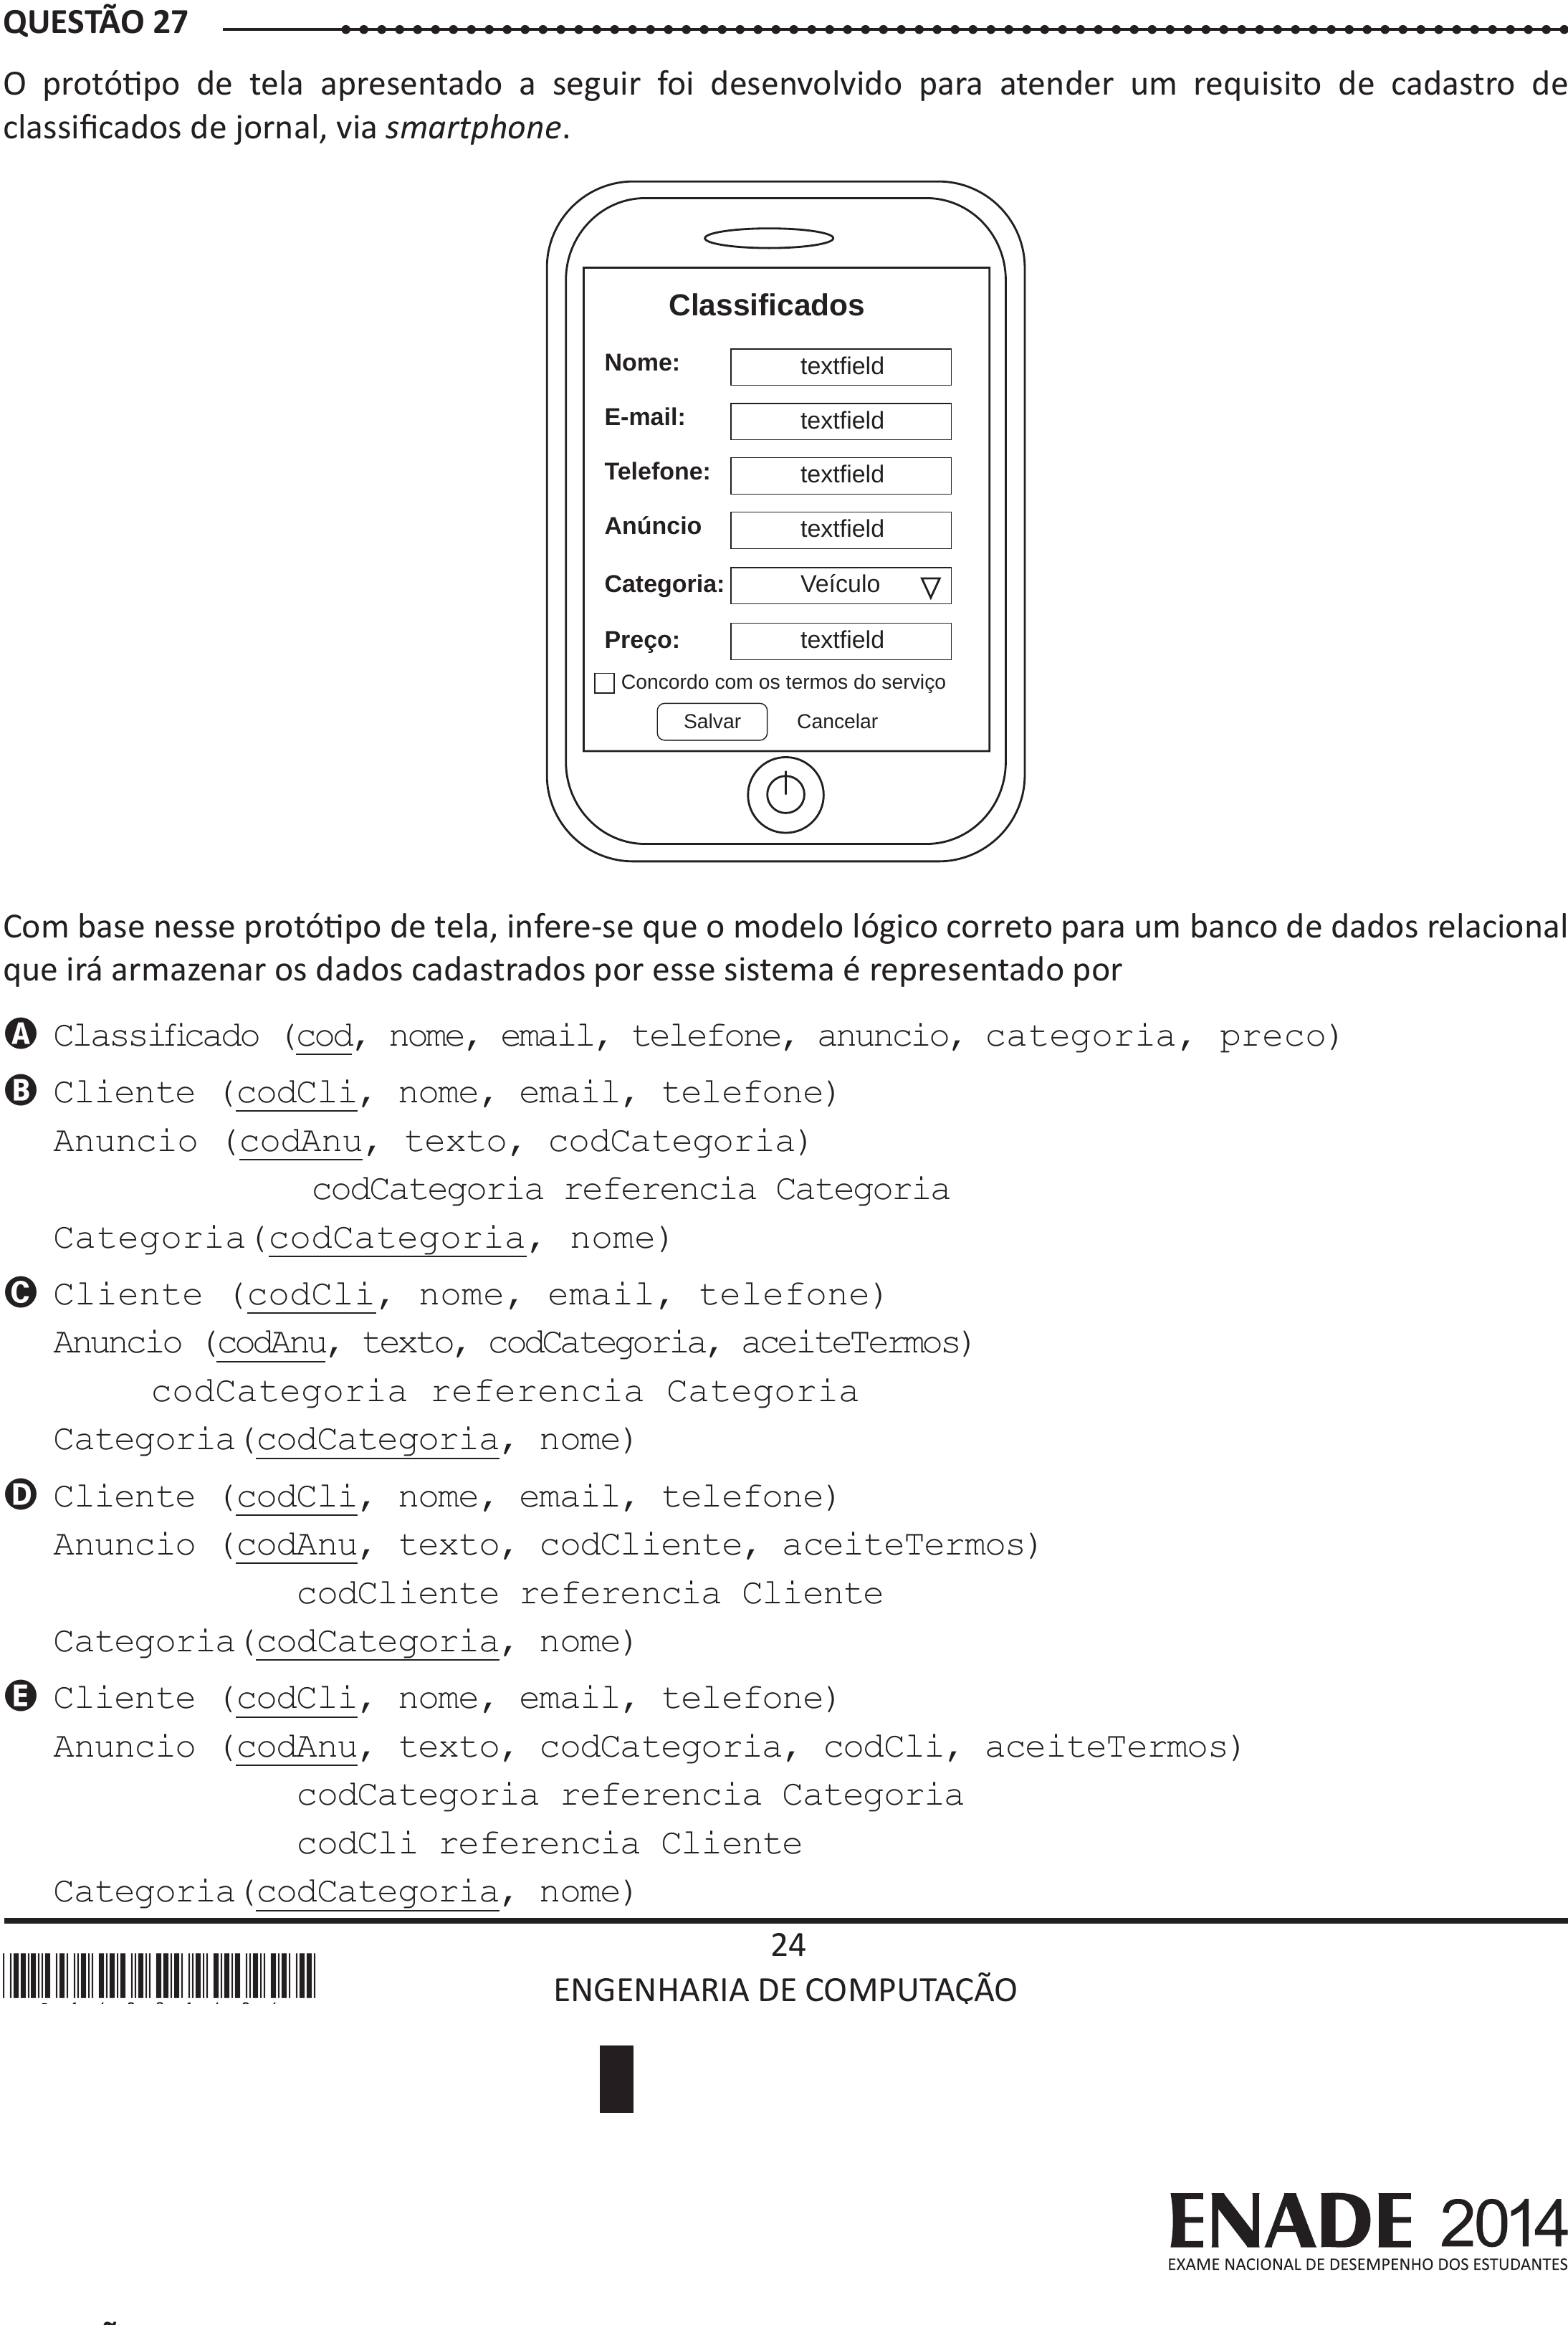 QUESTÃO 27
O protótipo de tela apresentado a seguir foi desenvolvido para atender um requisito de cadastro de
classificados de jornal, via smartphone.
Classificados
Nome: textfield
E-mail: textfield
Telefone: textfield
Anúncio textfield
Categoria: Veículo
Preço: textfield
Concordo com os termos do serviço
Salvar Cancelar
Com base nesse protótipo de tela, infere-se que o modelo lógico correto para um banco de dados relacional
que irá armazenar os dados cadastrados por esse sistema é representado por
A Classificado (cod, nome, email, telefone, anuncio, categoria, preco)
B Cliente (codCli, nome, email, telefone)
Anuncio (codAnu, texto, codCategoria)
codCategoria referencia Categoria
Categoria(codCategoria, nome)
C Cliente (codCli, nome, email, telefone)
Anuncio (codAnu, texto, codCategoria, aceiteTermos)
codCategoria referencia Categoria
Categoria(codCategoria, nome)
D Cliente (codCli, nome, email, telefone)
Anuncio (codAnu, texto, codCliente, aceiteTermos)
codCliente referencia Cliente
Categoria(codCategoria, nome)
E Cliente (codCli, nome, email, telefone)
Anuncio (codAnu, texto, codCategoria, codCli, aceiteTermos)
codCategoria referencia Categoria
codCli referencia Cliente
Categoria(codCategoria, nome)
24
ENGENHARIA DE COMPUTAÇÃO
ENADE 2014
EXAME NACIONAL DE DESEMPENHO DOS ESTUDANTES